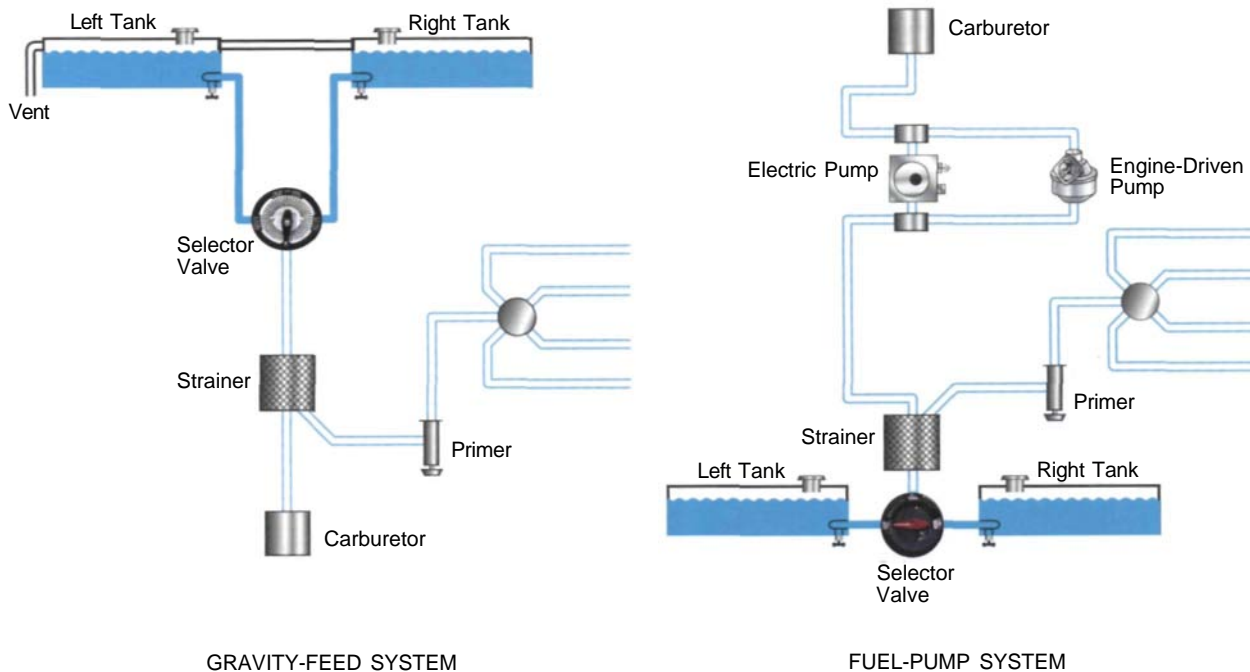 Left Tank
Right Tank
Vent
Selector
Valve
Strainer
Primer
Carburetor
GRAVITY-FEED SYSTEM
Carburetor
Electric Pump
Engine-Driven
Pump
Primer
Strainer
Left Tank
Right Tank
Selector
Valve
FUEL-PUMP SYSTEM